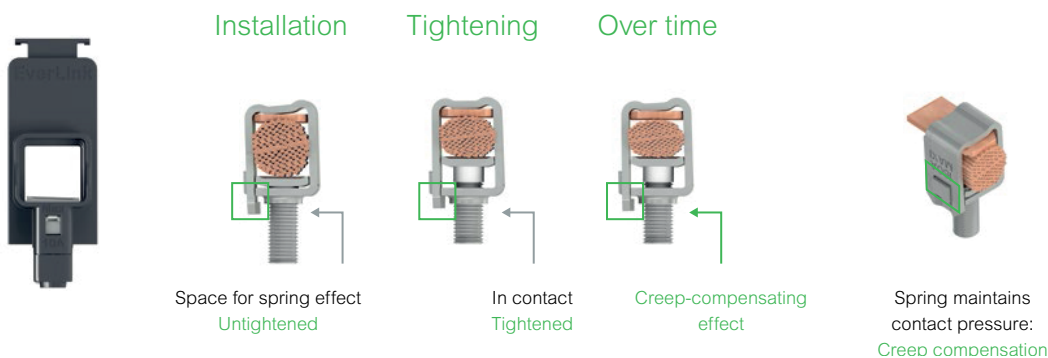 Installation
Tightening
Over time
EverLink
Space for spring effect
Untightened
In contact
Tightened
Creep-compensating
effect
Spring maintains
contact pressure:
Creep compensation